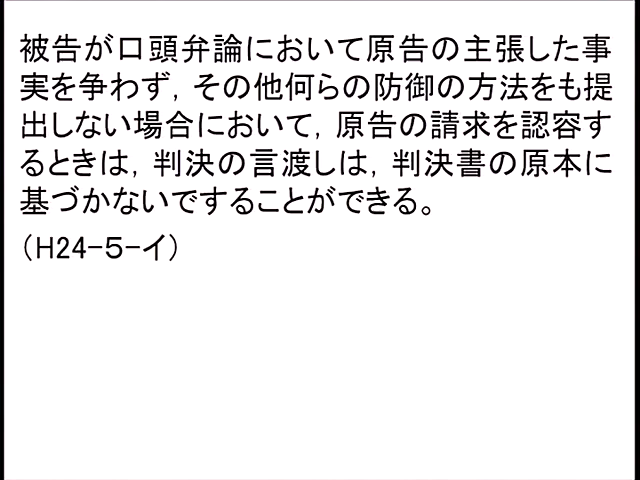 被告が口頭弁論において原告の主張した事
実を争わず，その他何らの防御の方法をも提
出しない場合において，原告の請求を認容す
るときは，判決の言渡しは，判決書の原本に
基づかないですることができる。
（H24-5-イ）